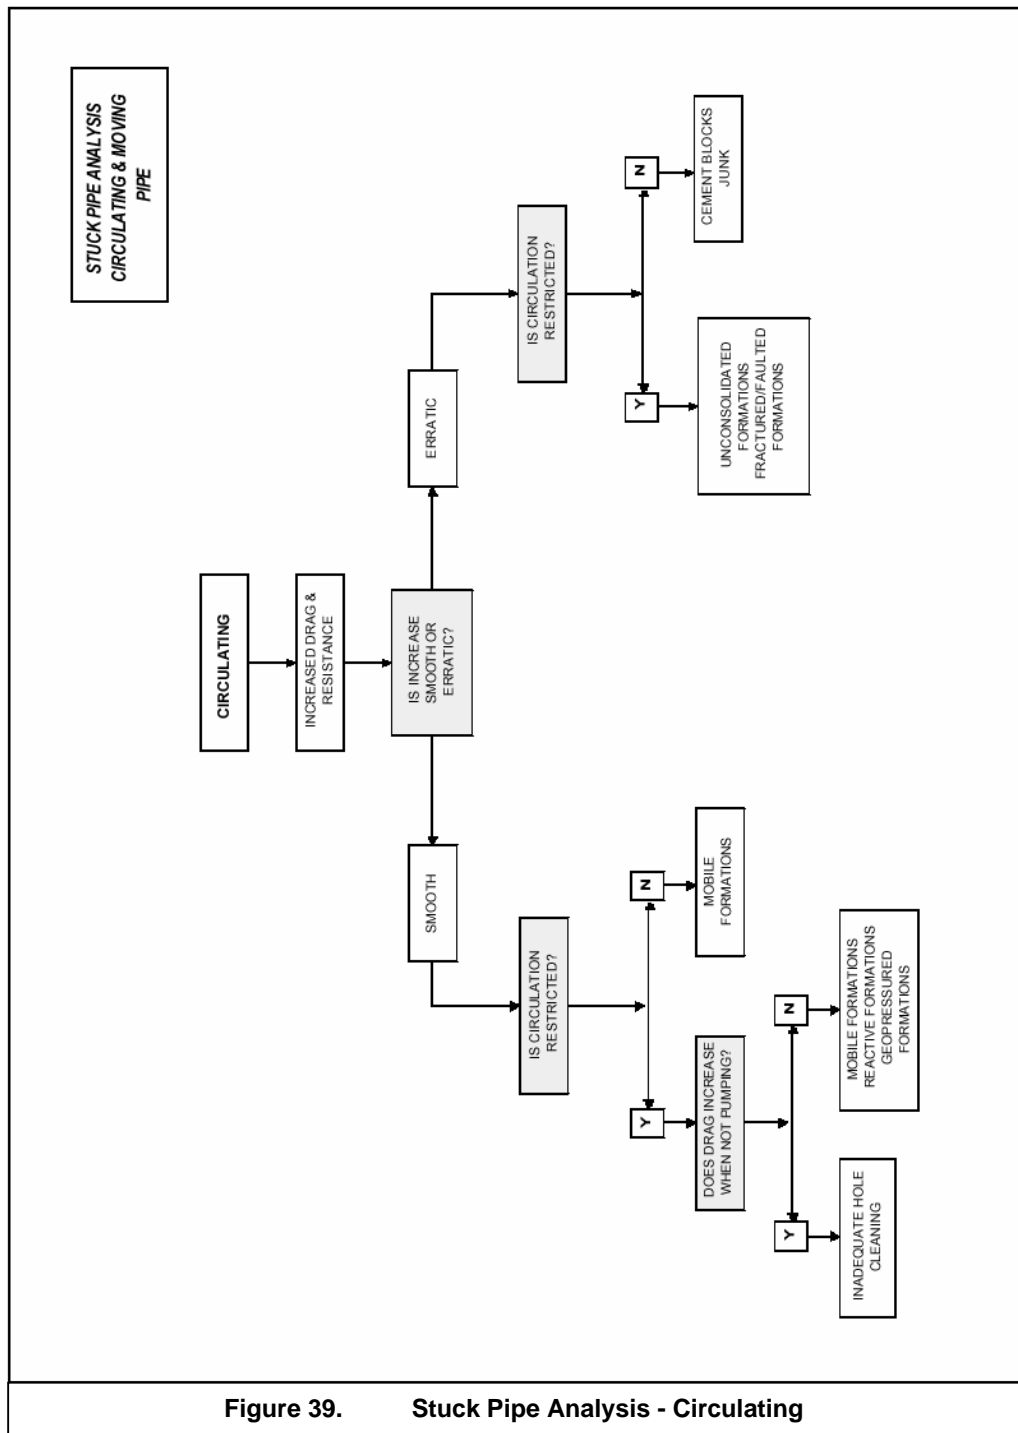 STUCK PIPE ANALYSIS
CIRCULATING & MOVING
PIPE
CIRCULATING
INCREASED DRAG &
RESISTANCE
IS INCREASE
SMOOTH OR
ERRATIC?
SMOOTH
ERRATIC
IS CIRCULATION
RESTRICTED?
IS CIRCULATION
RESTRICTED?
Y
N
Y
N
DOES DRAG INCREASE
WHEN NOT PUMPING?
MOBILE
FORMATIONS
UNCONSOLIDATED
FORMATIONS
FRACTURED/FAULTED
FORMATIONS
CEMENT BLOCKS
JUNK
Y
N
INADEQUATE HOLE
CLEANING
MOBILE FORMATIONS
REACTIVE FORMATIONS
GEOPRESSURED
FORMATIONS
Figure 39. Stuck Pipe Analysis - Circulating